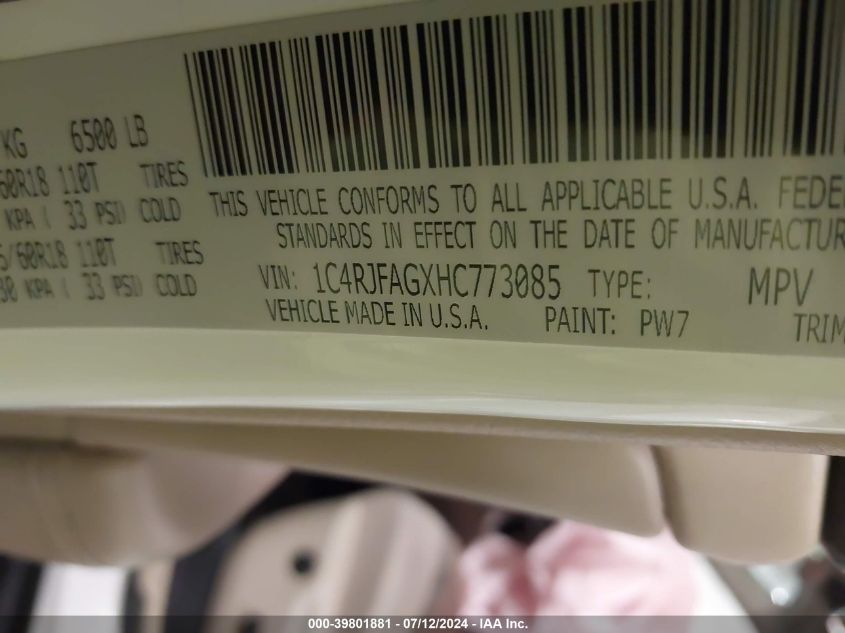 KG 6500 LB
60R18 110T TIRES
KPA ( 33 PSI) COLD
5/60R18 110T TIRES
30 KPA ( 33 PSI) COLD
THIS VEHICLE CONFORMS TO ALL APPLICABLE U.S.A. FEDE
STANDARDS IN EFFECT ON THE DATE OF MANUFACTUR
VIN: 1C4RJFAGXHC773085 TYPE: MPV
VEHICLE MADE IN U.S.A. PAINT: PW7
TRIM
000-39801881 - 07/12/2024 - IAA Inc.